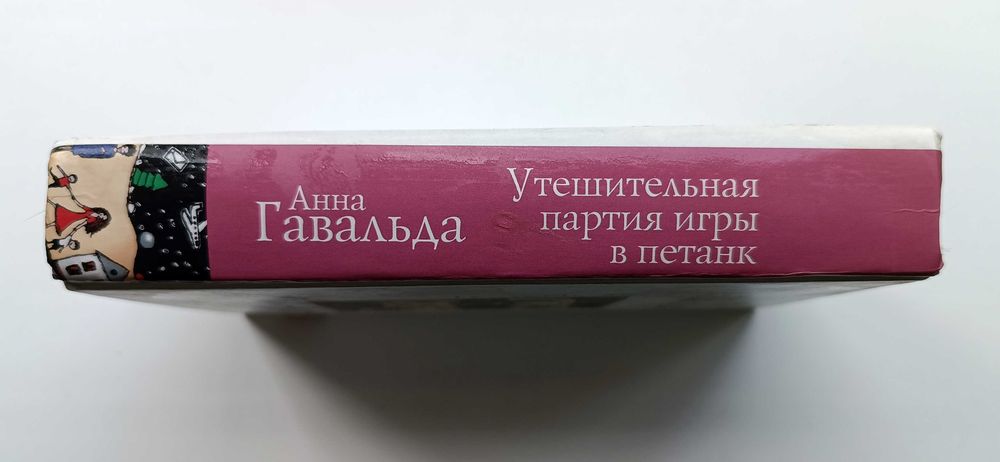 Анна
Гавальда
Утешительная
партия игры
в петанк